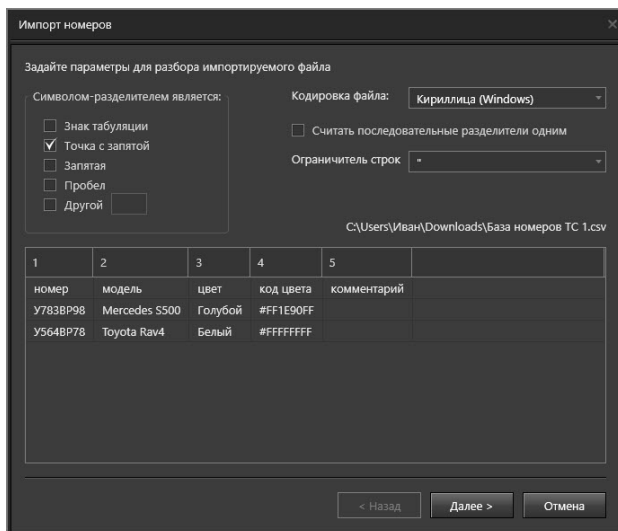 Импорт номеров
Задайте параметры для разбора импортируемого файла
Символом-разделителем является:
Знак табуляции
Точка с запятой
Запятая
Пробел
Другой
Кодировка файла: Кириллица (Windows)
Считать последовательные разделители одним
Ограничитель строк "
C:\Users\Иван\Downloads\База номеров ТС 1.csv
1 2 3 4 5
номер модель цвет код цвета комментарий
У783ВР98 Mercedes S500 Голубой #FF1E90FF
У564ВР78 Toyota Rav4 Белый #FFFFFFFF
< Назад Далее > Отмена